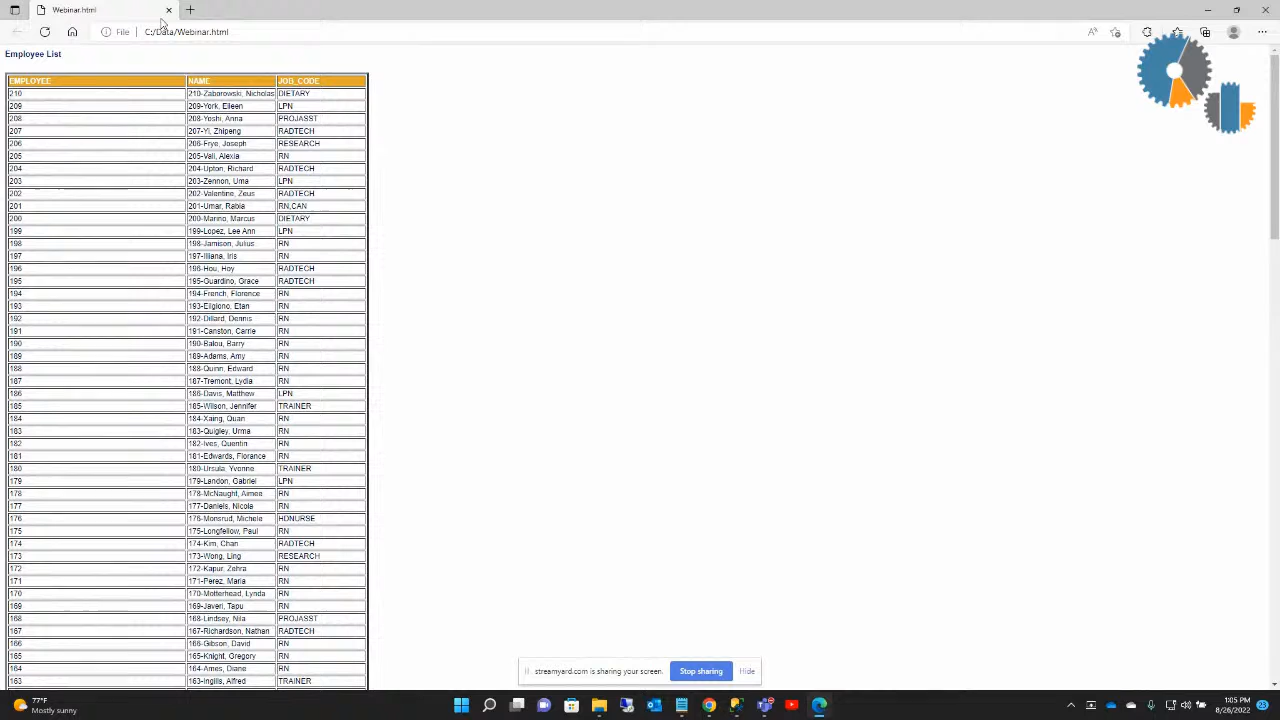 Webinar.html
File C:/Data/Webinar.html
Employee List
EMPLOYEE NAME JOB_CODE
210 210-Zaborowski, Nicholas DIETARY
209 209-York, Eileen LPN
208 208-Yoshi, Anna PROJASST
207 207-Yi, Zhipeng RADTECH
206 206-Frye, Joseph RESEARCH
205 205-Vali, Alexia RN
204 204-Upton, Richard RADTECH
203 203-Zennon, Uma LPN
202 202-Valentine, Zeus RADTECH
201 201-Umar, Rabia RN,CAN
200 200-Marino, Marcus DIETARY
199 199-Lopez, Lee Ann LPN
198 198-Jamison, Julius RN
197 197-Illiana, Iris RN
196 196-Hou, Hoy RADTECH
195 195-Guardino, Grace RADTECH
194 194-French, Florence RN
193 193-Eilgiono, Etan RN
192 192-Dillard, Dennis RN
191 191-Canston, Carrie RN
190 190-Balou, Barry RN
189 189-Adams, Amy RN
188 188-Quinn, Edward RN
187 187-Tremont, Lydia RN
186 186-Davis, Matthew LPN
185 185-Wilson, Jennifer TRAINER
184 184-Xaing, Quan RN
183 183-Quigley, Urma RN
182 182-Ives, Quentin RN
181 181-Edwards, Florance RN
180 180-Ursula, Yvonne TRAINER
179 179-Landon, Gabriel LPN
178 178-McNaught, Aimee RN
177 177-Daniels, Nicola RN
176 176-Monsrud, Michele HDNURSE
175 175-Longfellow, Paul RN
174 174-Kim, Chan RADTECH
173 173-Wong, Ling RESEARCH
172 172-Kapur, Zehra RN
171 171-Perez, Maria RN
170 170-Motterhead, Lynda RN
169 169-Javeri, Tapu RN
168 168-Lindsey, Nila PROJASST
167 167-Richardson, Nathan RADTECH
166 166-Gibson, David RN
165 165-Knight, Gregory RN
164 164-Ames, Diane RN
163 163-Ingills, Alfred TRAINER
streamyard.com is sharing your screen. Stop sharing Hide
77°F
Mostly sunny
1:05 PM
8/26/2022